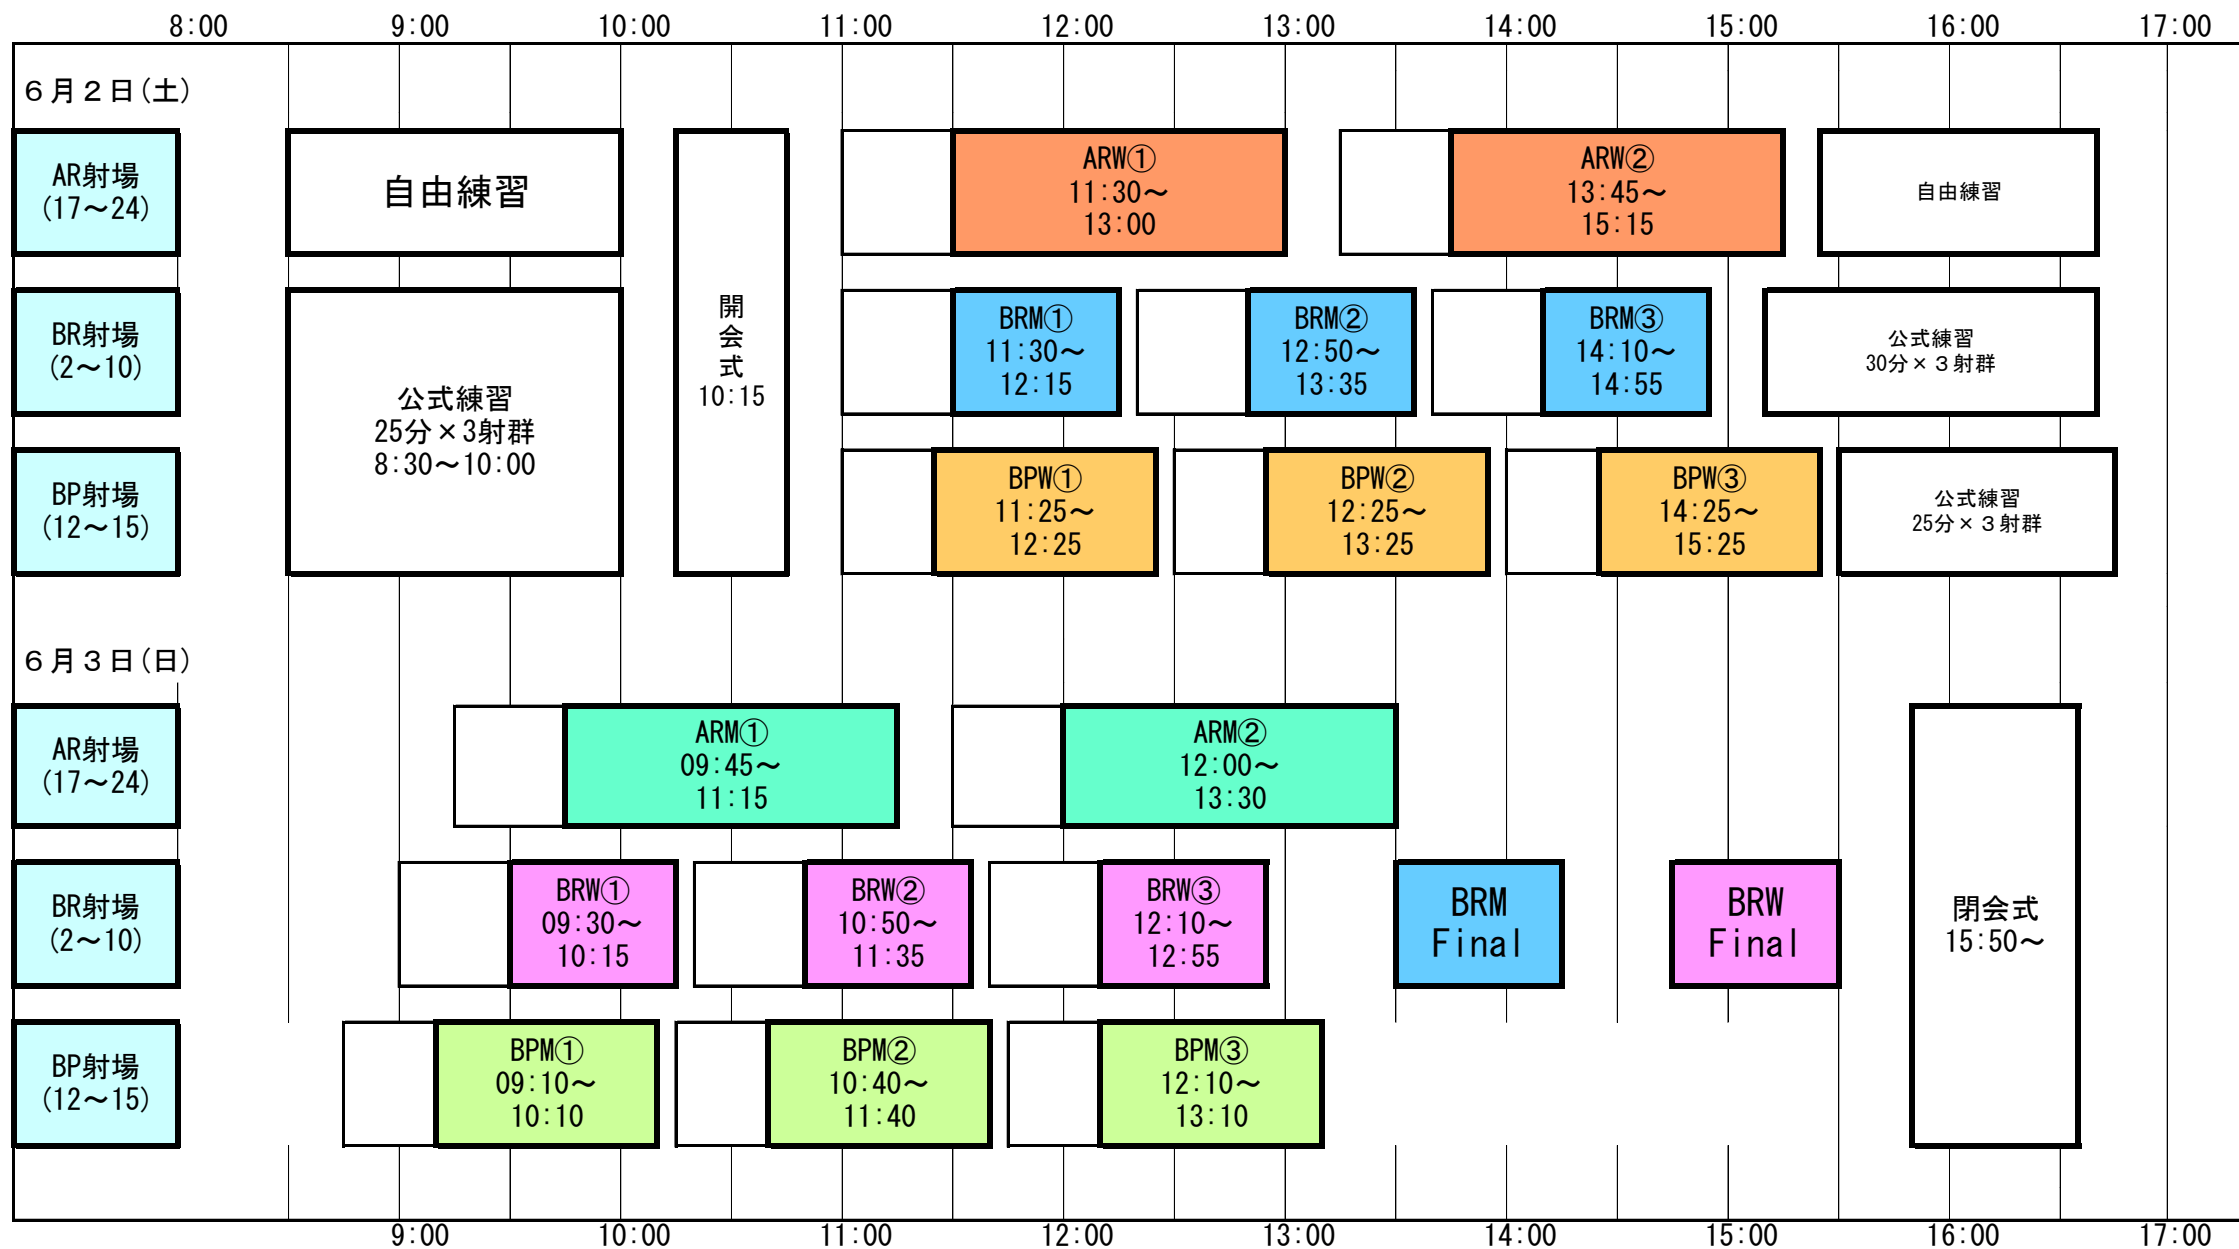 8:00 9:00 10:00 11:00 12:00 13:00 14:00 15:00 16:00 17:00
６月２日(土)
AR射場
(17～24)
自由練習
開
会
式
10:15
ARW①
11:30～
13:00
ARW②
13:45～
15:15
自由練習
BR射場
(2～10)
公式練習
25分×3射群
8:30～10:00
BRM①
11:30～
12:15
BRM②
12:50～
13:35
BRM③
14:10～
14:55
公式練習
30分×３射群
BP射場
(12～15)
BPW①
11:25～
12:25
BPW②
12:25～
13:25
BPW③
14:25～
15:25
公式練習
25分×３射群
６月３日(日)
AR射場
(17～24)
ARM①
09:45～
11:15
ARM②
12:00～
13:30
BR射場
(2～10)
BRW①
09:30～
10:15
BRW②
10:50～
11:35
BRW③
12:10～
12:55
BRM
Final
BRW
Final
閉会式
15:50～
BP射場
(12～15)
BPM①
09:10～
10:10
BPM②
10:40～
11:40
BPM③
12:10～
13:10
9:00 10:00 11:00 12:00 13:00 14:00 15:00 16:00 17:00